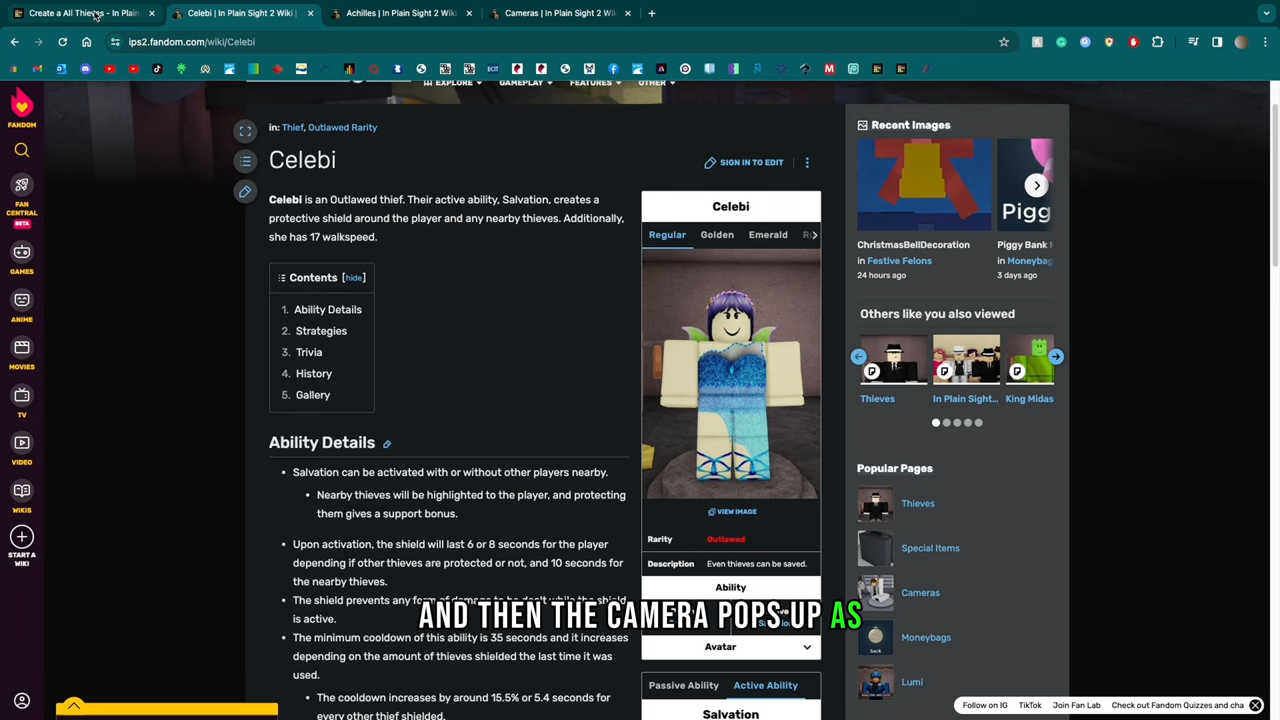 Create a All Thieves - In Plain
Celebi | In Plain Sight 2 Wiki |
Achilles | In Plain Sight 2 Wiki
Cameras | In Plain Sight 2 Wi
ips2.fandom.com/wiki/Celebi
EXPLORE
GAMEPLAY
FEATURES
OTHER
FANDOM
FAN CENTRAL
BETA
GAMES
ANIME
MOVIES
TV
VIDEO
WIKIS
START A WIKI
in: Thief, Outlawed Rarity
Celebi
SIGN IN TO EDIT
Celebi is an Outlawed thief. Their active ability, Salvation, creates a
protective shield around the player and any nearby thieves. Additionally,
she has 17 walkspeed.
Contents [hide]
1. Ability Details
2. Strategies
3. Trivia
4. History
5. Gallery
Ability Details
Salvation can be activated with or without other players nearby.
Nearby thieves will be highlighted to the player, and protecting
them gives a support bonus.
Upon activation, the shield will last 6 or 8 seconds for the player
depending if other thieves are protected or not, and 10 seconds for
the nearby thieves.
The shield prevents any form of damage to be dealt while the shield
is active.
The minimum cooldown of this ability is 35 seconds and it increases
depending on the amount of thieves shielded the last time it was
used.
The cooldown increases by around 15.5% or 5.4 seconds for
every other thief shielded.
Celebi
Regular Golden Emerald
VIEW IMAGE
Rarity Outlawed
Description Even thieves can be saved.
Ability
Avatar
Passive Ability Active Ability
Salvation
AND THEN THE CAMERA POPS UP AS
Recent Images
Pigg
ChristmasBellDecoration
in Festive Felons
24 hours ago
Piggy Bank
in Moneybag
3 days ago
Others like you also viewed
Thieves
In Plain Sight...
King Midas
Popular Pages
Thieves
Special Items
Cameras
Moneybags
Sack
Lumi
Follow on IG TikTok Join Fan Lab Check out Fandom Quizzes and cha